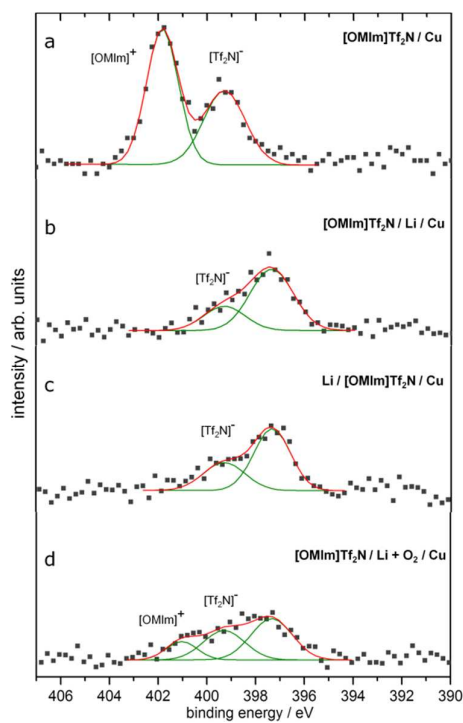 a
[OMIm]Tf₂N / Cu
[OMIm]⁺
[Tf₂N]⁻
b
[OMIm]Tf₂N / Li / Cu
[Tf₂N]⁻
c
Li / [OMIm]Tf₂N / Cu
[Tf₂N]⁻
d
[OMIm]Tf₂N / Li + O₂ / Cu
[OMIm]⁺
[Tf₂N]⁻
intensity / arb. units
406 404 402 400 398 396 394 392 390
binding energy / eV